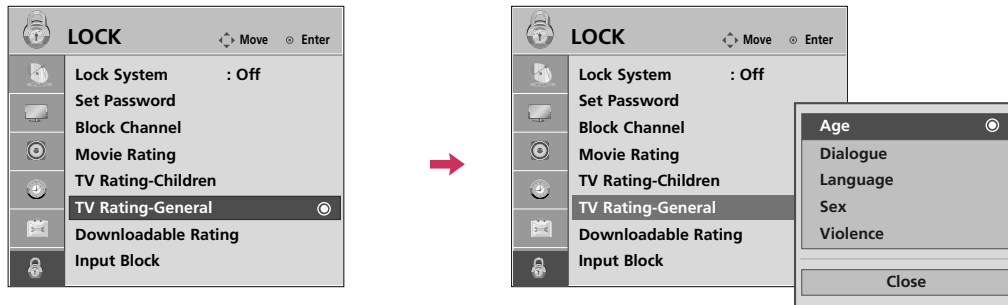 LOCK
Move Enter
Lock System : Off
Set Password
Block Channel
Movie Rating
TV Rating-Children
TV Rating-General
Downloadable Rating
Input Block
LOCK
Move Enter
Lock System : Off
Set Password
Block Channel
Movie Rating
TV Rating-Children
TV Rating-General
Downloadable Rating
Input Block
Age
Dialogue
Language
Sex
Violence
Close